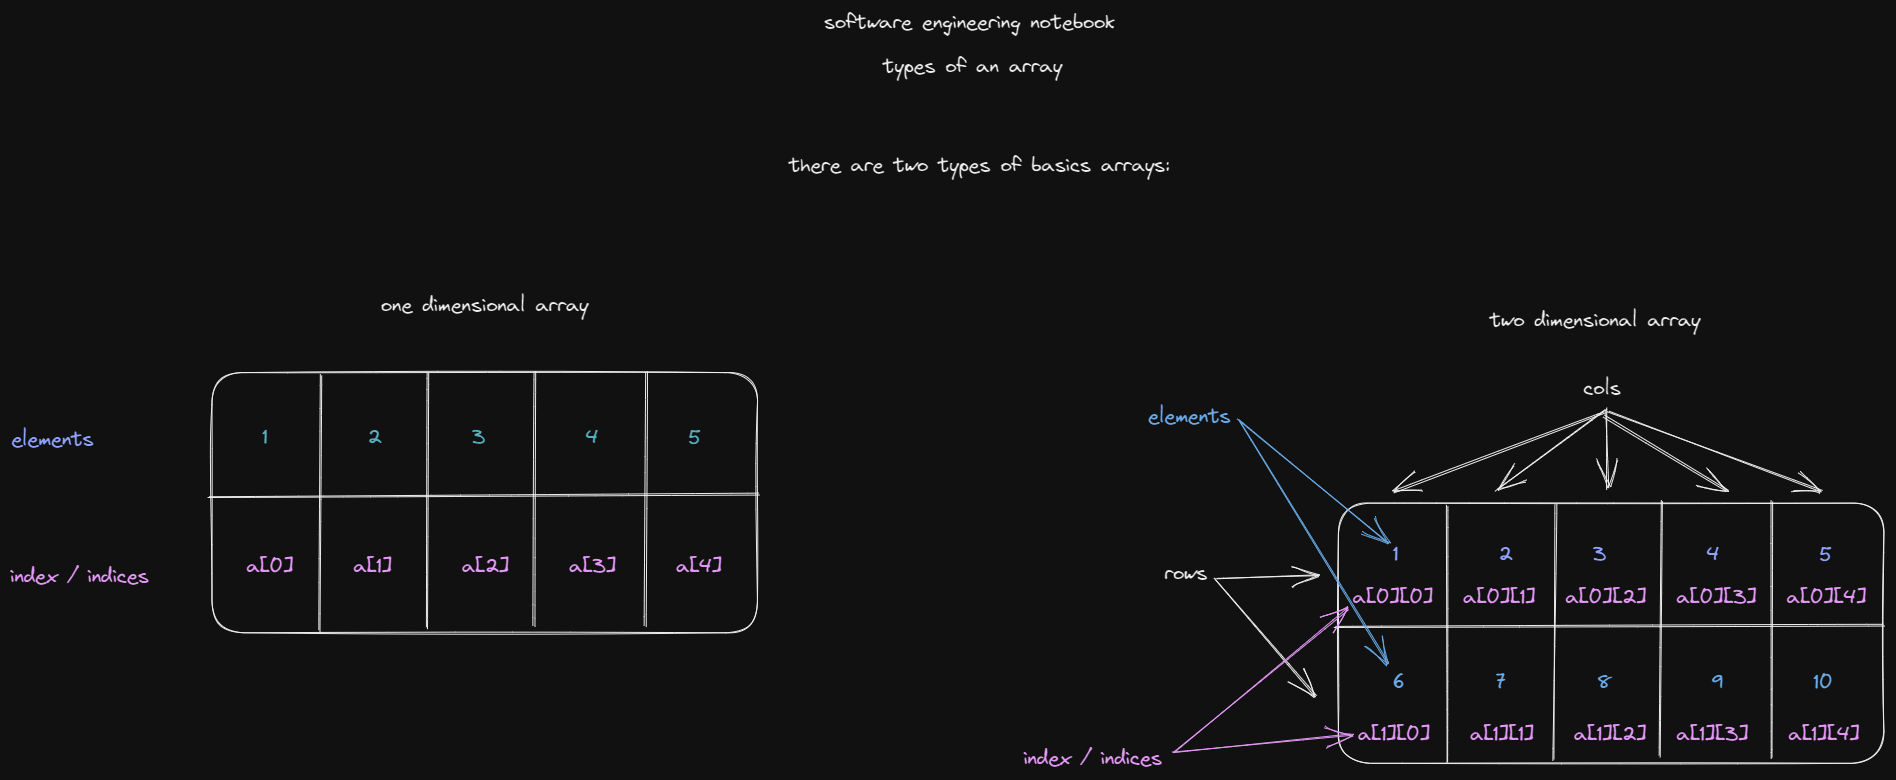 software engineering notebook
types of an array
there are two types of basics arrays:
one dimensional array
elements
1 2 3 4 5
index / indices
a[0] a[1] a[2] a[3] a[4]
two dimensional array
cols
elements
rows
index / indices
1 2 3 4 5
a[0][0] a[0][1] a[0][2] a[0][3] a[0][4]
6 7 8 9 10
a[1][0] a[1][1] a[1][2] a[1][3] a[1][4]